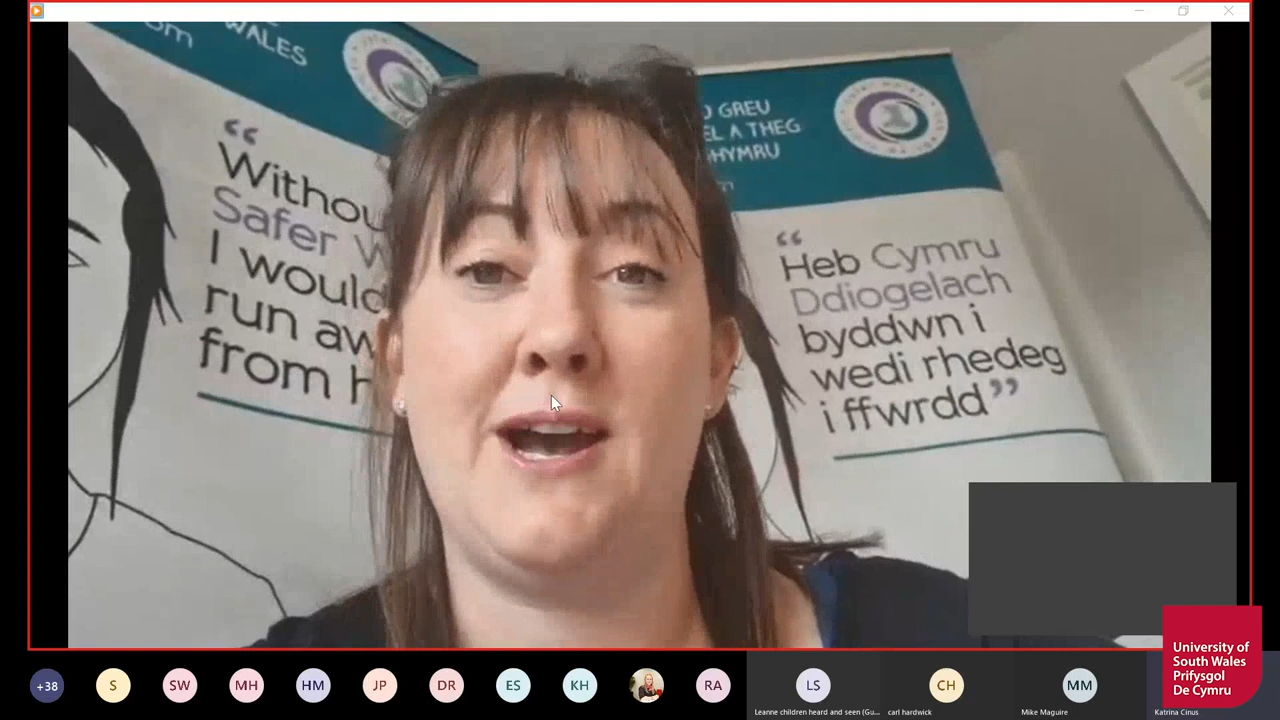 WALES
“
Withou
Safer W
I would
run aw
from h
U GREU
EL A THEG
GHYMRU
“
Heb Cymru
Ddiogelach
byddwn i
wedi rhedeg
i ffwrdd”
+38
S
SW
MH
HM
JP
DR
ES
KH
RA
LS
CH
MM
Leanne children heard and seen (Gu...
carl hardwick
Mike Maguire
Katrina Cinus
University of
South Wales
Prifysgol
De Cymru